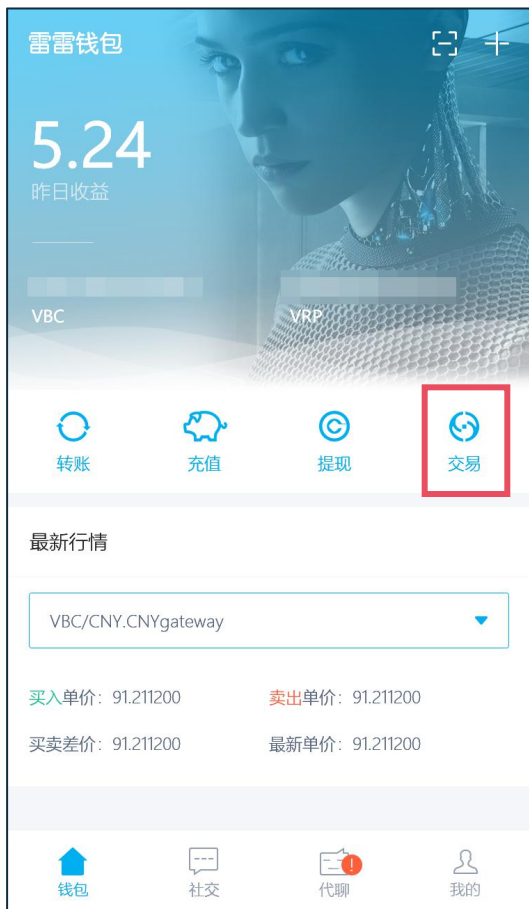 雷雷钱包
5.24
昨日收益
VBC VRP
转账 充值 提现 交易
最新行情
VBC/CNY.CNYgateway
买入单价: 91.211200 卖出单价: 91.211200
买卖差价: 91.211200 最新单价: 91.211200
钱包 社交 代聊 我的